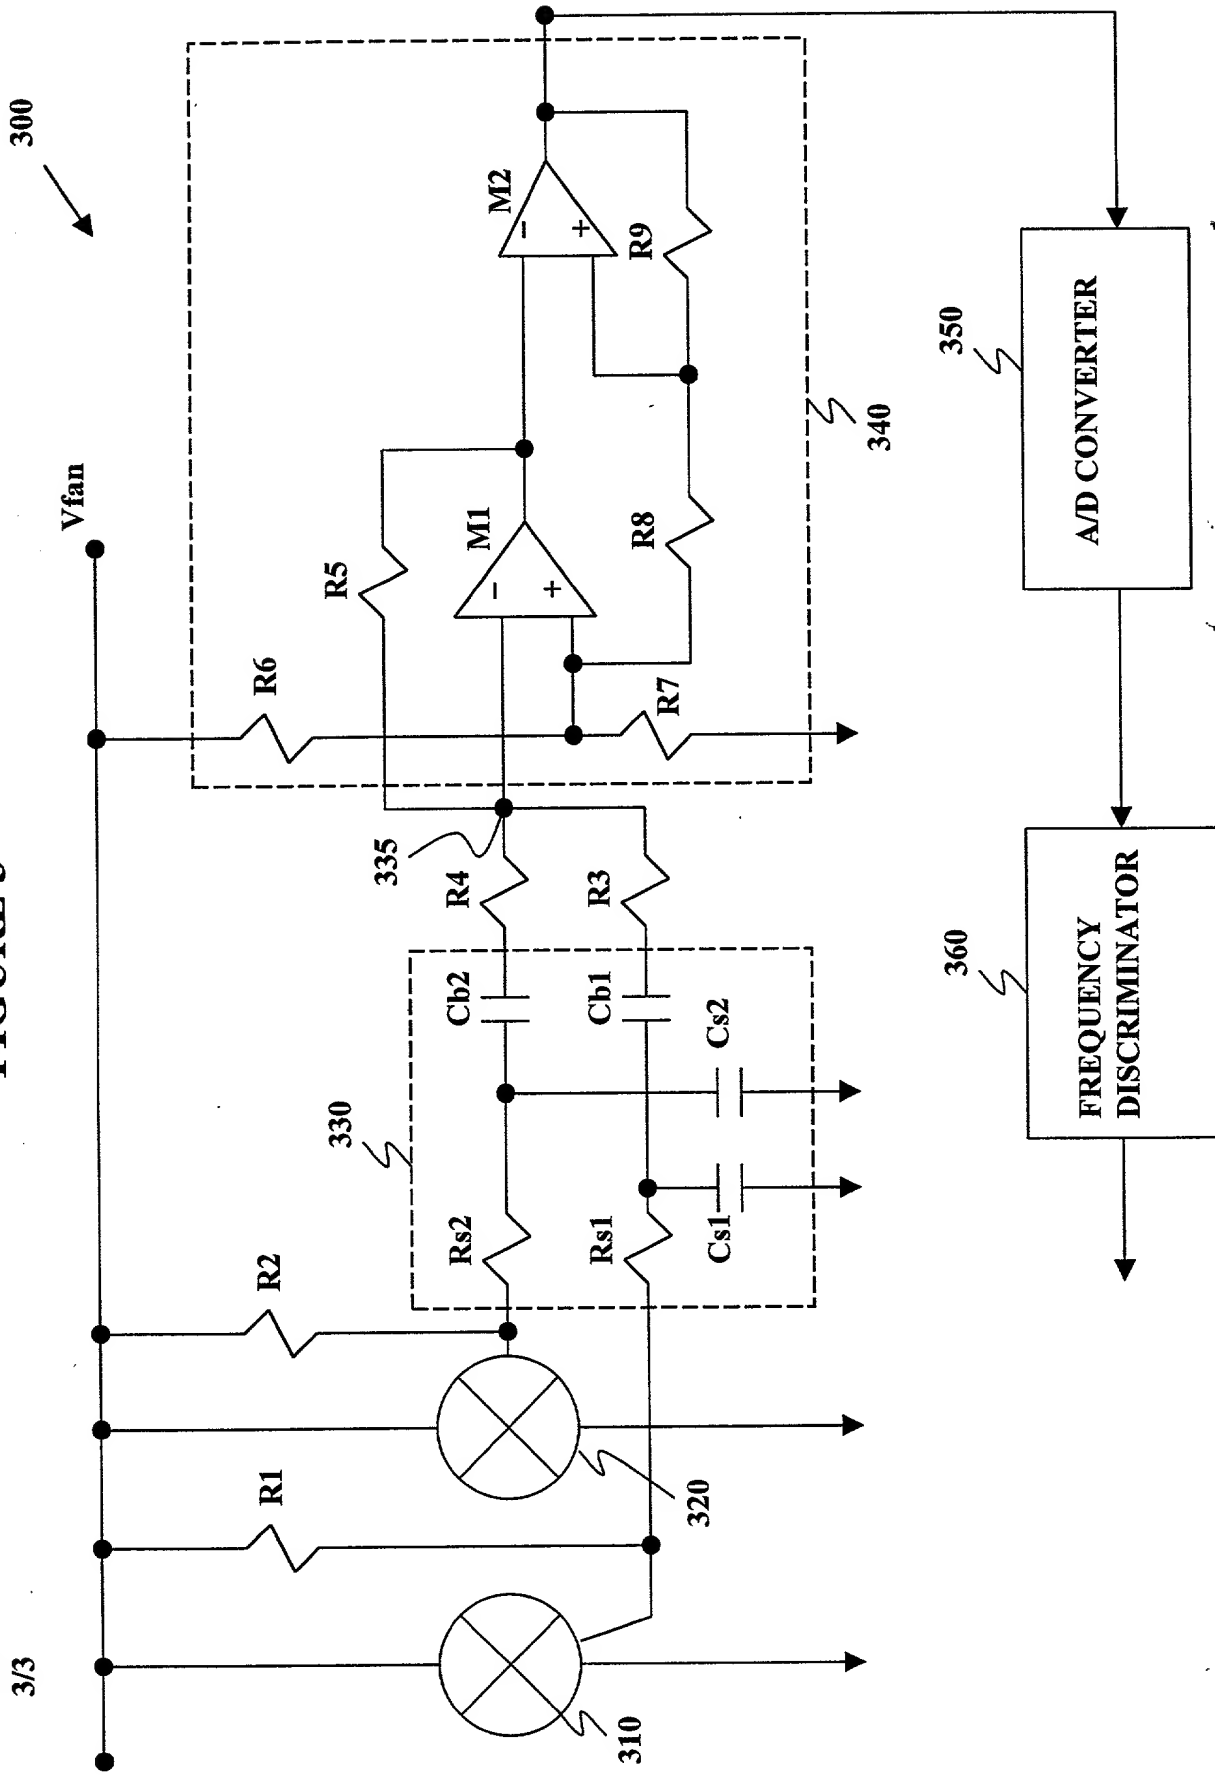 3/3
FIGURE 3
300
Vfan
R1
R2
R6
R5
M1
M2
R7
R8
R9
310
320
330
335
340
Rs2
Rs1
Cb2
Cb1
Cs1
Cs2
R4
R3
350
A/D CONVERTER
360
FREQUENCY
DISCRIMINATOR